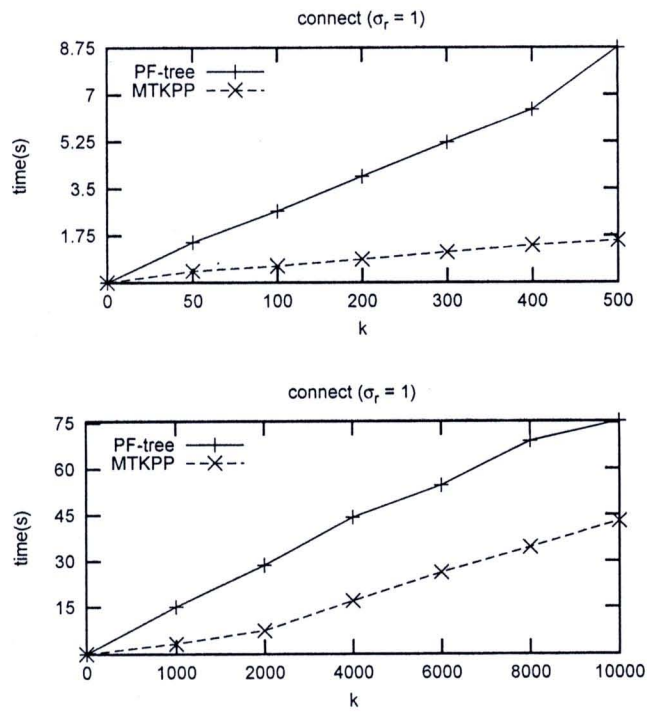 connect (σr = 1)
8.75
7
5.25
3.5
1.75
time(s)
PF-tree
MTKPP
0 50 100 200 300 400 500
k
connect (σr = 1)
75
60
45
30
15
time(s)
PF-tree
MTKPP
0 1000 2000 4000 6000 8000 10000
k